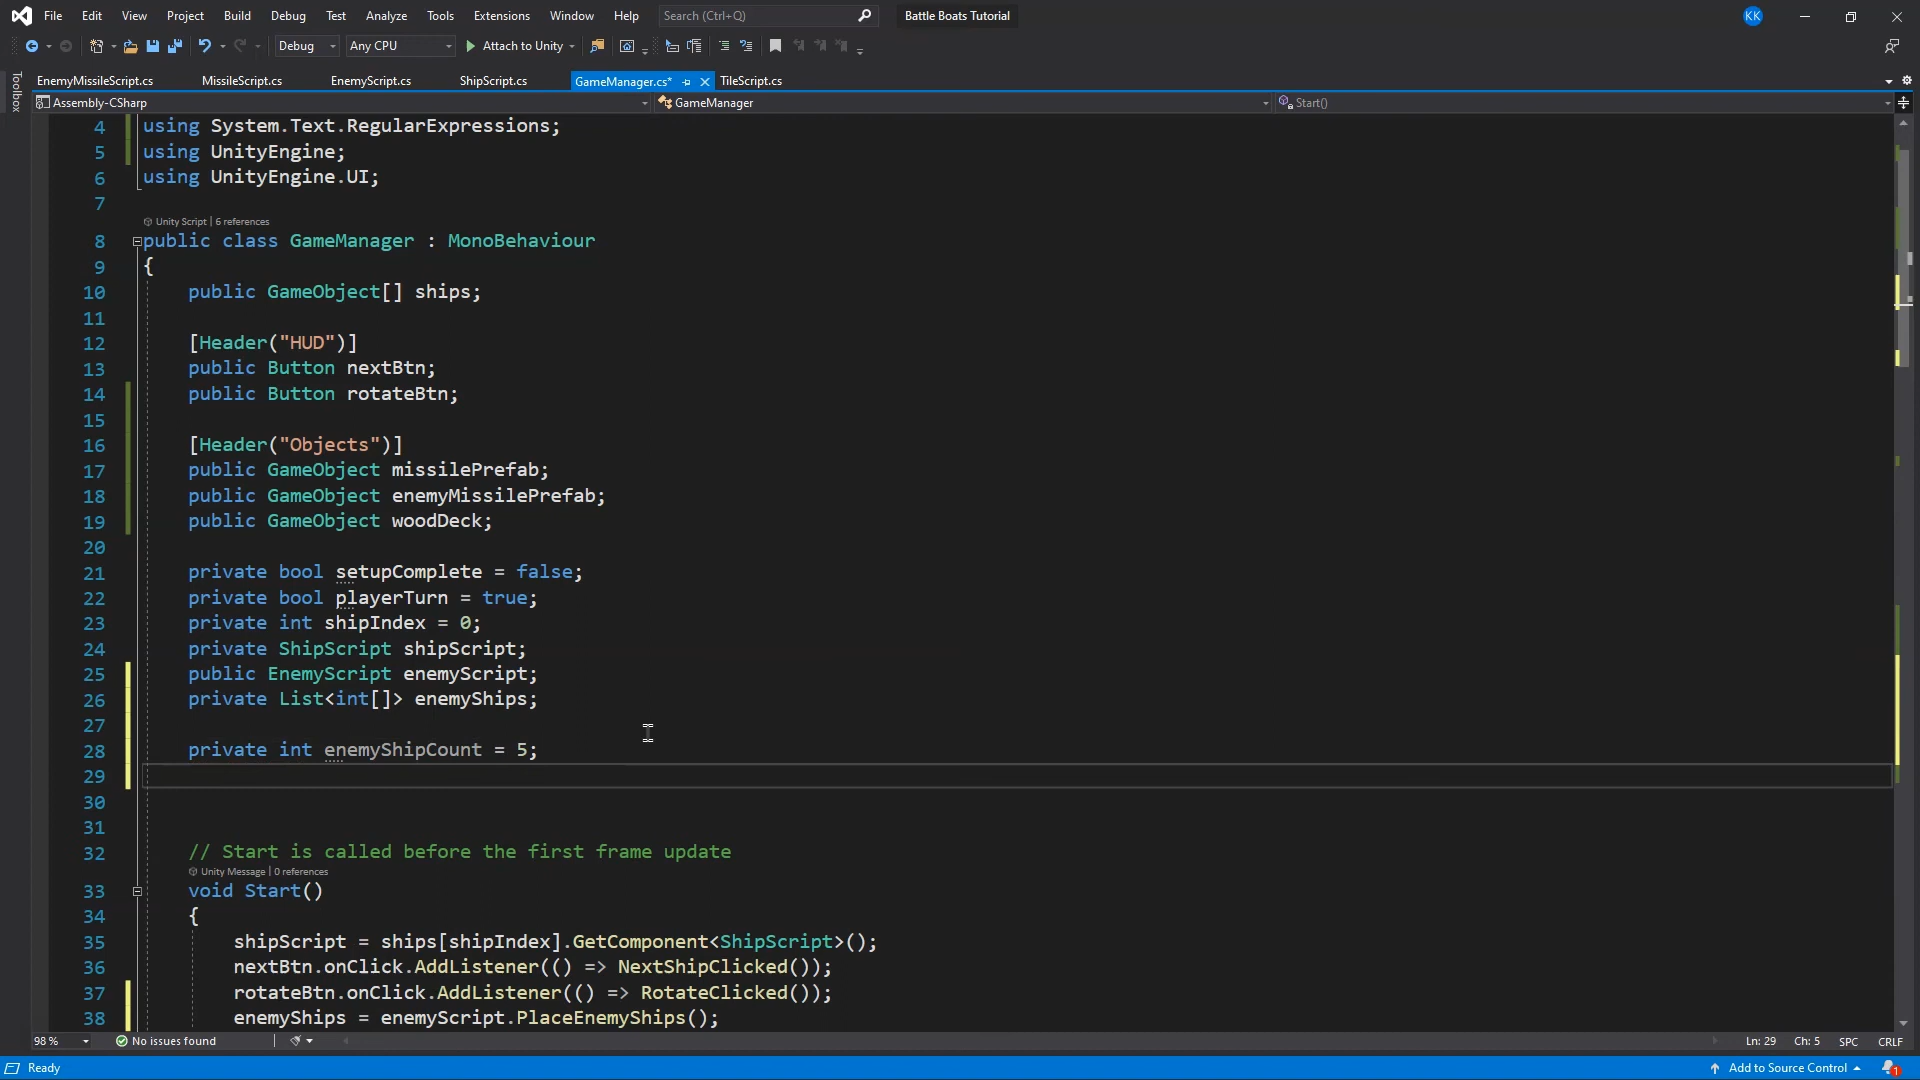 File Edit View Project Build Debug Test Analyze Tools Extensions Window Help Search (Ctrl+Q) Battle Boats Tutorial KK
Debug Any CPU Attach to Unity
Toolbox
EnemyMissileScript.cs MissileScript.cs EnemyScript.cs ShipScript.cs GameManager.cs* TileScript.cs
Assembly-CSharp GameManager Start()
4 using System.Text.RegularExpressions;
5 using UnityEngine;
6 using UnityEngine.UI;
7
Unity Script | 6 references
8 public class GameManager : MonoBehaviour
9 {
10 public GameObject[] ships;
11
12 [Header("HUD")]
13 public Button nextBtn;
14 public Button rotateBtn;
15
16 [Header("Objects")]
17 public GameObject missilePrefab;
18 public GameObject enemyMissilePrefab;
19 public GameObject woodDeck;
20
21 private bool setupComplete = false;
22 private bool playerTurn = true;
23 private int shipIndex = 0;
24 private ShipScript shipScript;
25 public EnemyScript enemyScript;
26 private List<int[]> enemyShips;
27
28 private int enemyShipCount = 5;
29
30
31
32 // Start is called before the first frame update
Unity Message | 0 references
33 void Start()
34 {
35 shipScript = ships[shipIndex].GetComponent<ShipScript>();
36 nextBtn.onClick.AddListener(() => NextShipClicked());
37 rotateBtn.onClick.AddListener(() => RotateClicked());
38 enemyShips = enemyScript.PlaceEnemyShips();
98 % No issues found Ln: 29 Ch: 5 SPC CRLF
Ready Add to Source Control 1